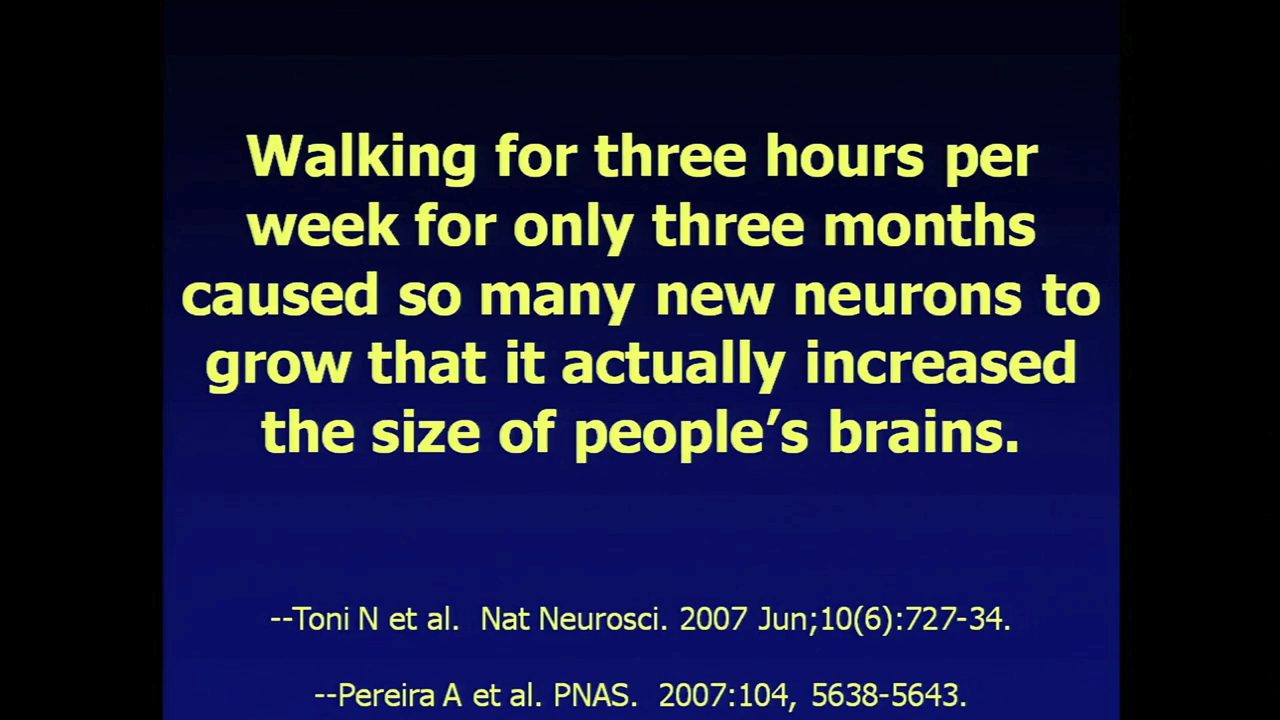 Walking for three hours per
week for only three months
caused so many new neurons to
grow that it actually increased
the size of people’s brains.
--Toni N et al.  Nat Neurosci. 2007 Jun;10(6):727-34.
--Pereira A et al. PNAS.  2007:104, 5638-5643.